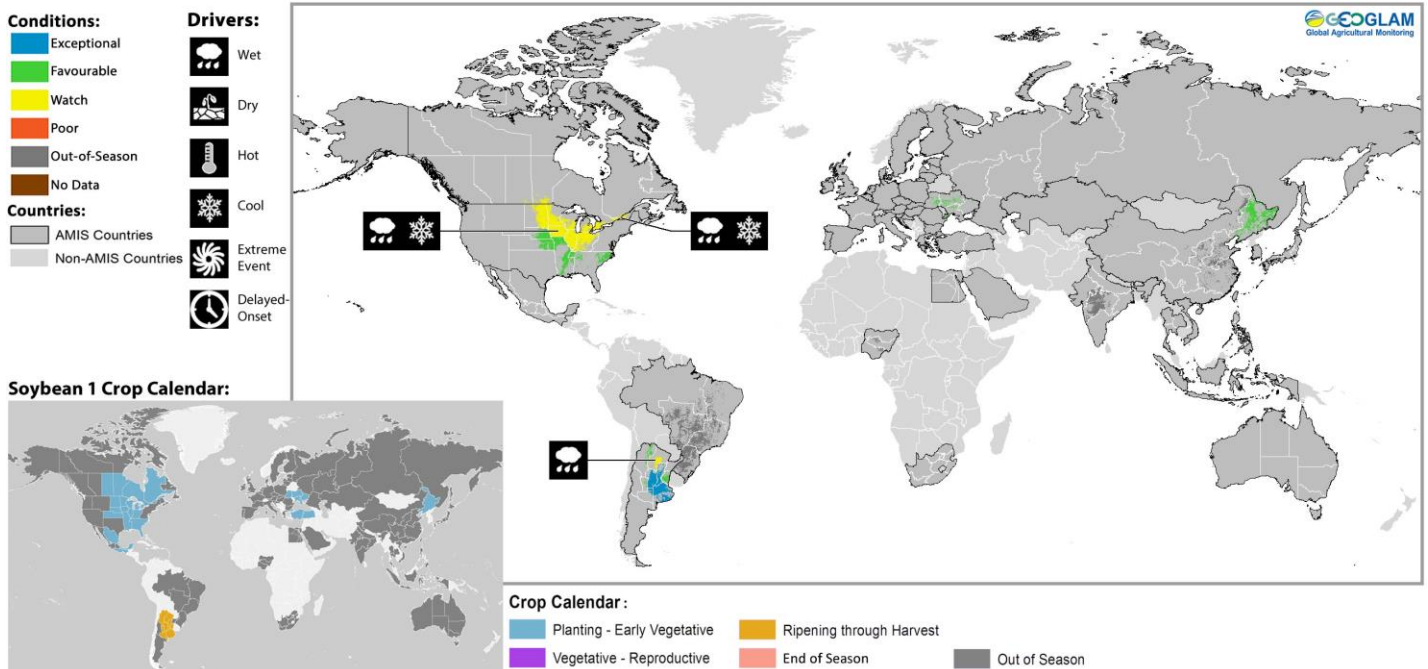 Conditions:
Exceptional
Favourable
Watch
Poor
Out-of-Season
No Data
Countries:
AMIS Countries
Non-AMIS Countries
Drivers:
Wet
Dry
Hot
Cool
Extreme
Event
Delayed-
Onset
GEOGLAM
Global Agricultural Monitoring
Soybean 1 Crop Calendar:
Crop Calendar :
Planting - Early Vegetative
Ripening through Harvest
Vegetative - Reproductive
End of Season
Out of Season